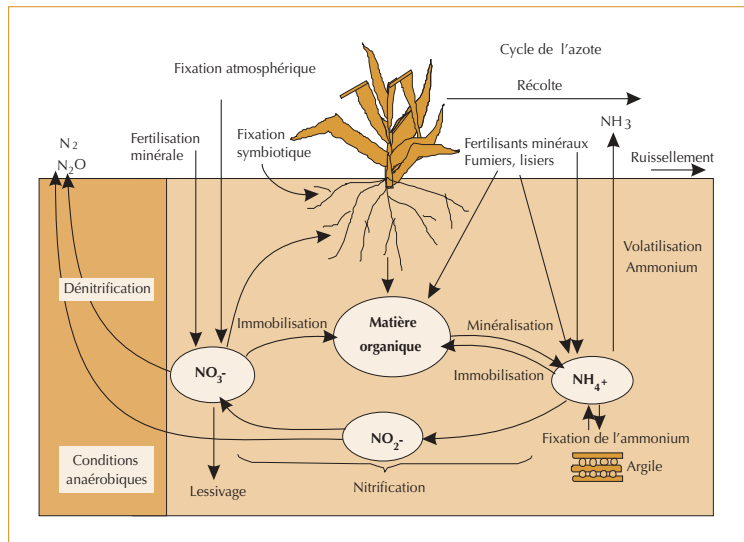 Cycle de l'azote
Fixation atmosphérique
Récolte
NH3
N2
N2O
Fertilisation
minérale
Fixation
symbiotique
Fertilisants minéraux
Fumiers, lisiers
Ruissellement
Volatilisation
Ammonium
Dénitrification
Immobilisation
Matière
organique
Minéralisation
Immobilisation
NO3-
NH4+
NO2-
Fixation de l'ammonium
Argile
Conditions
anaérobiques
Lessivage
Nitrification